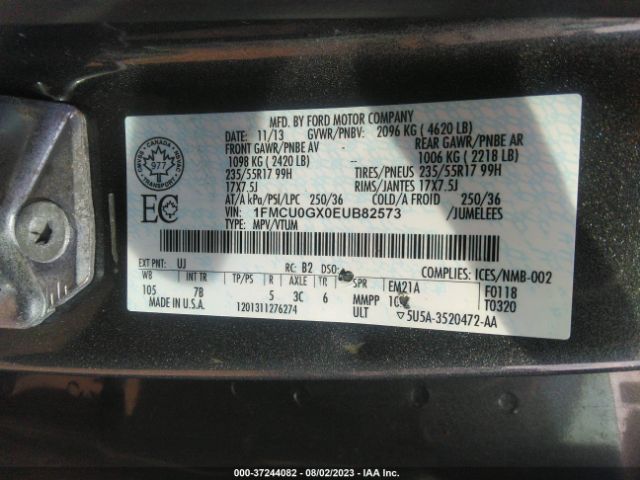 MFD. BY FORD MOTOR COMPANY
DATE: 11/13 GVWR/PNBV: 2096 KG ( 4620 LB)
FRONT GAWR/PNBE AV REAR GAWR/PNBE AR
1098 KG ( 2420 LB) -- 1006 KG ( 2218 LB)
235/55R17 99H TIRES/PNEUS 235/55R17 99H
17X7.5J RIMS/JANTES 17X7.5J
AT/A kPa/PSI/LPC 250/36 COLD/A FROID 250/36
VIN: 1FMCU0GX0EUB82573 /JUMELEES
TYPE: MPV/VTUM
977
TRANSPORT
EC
EXT PNT: UJ RC: B2 DSO: COMPLIES: ICES/NMB-002
WB INT TR TP/PS R AXLE TR SPR EM21A F0118
105 7B 5 3C 6 MMPP T0320
MADE IN U.S.A. 1201311276274 ULT 5U5A-3520472-AA
000-37244082 - 08/02/2023 - IAA Inc.